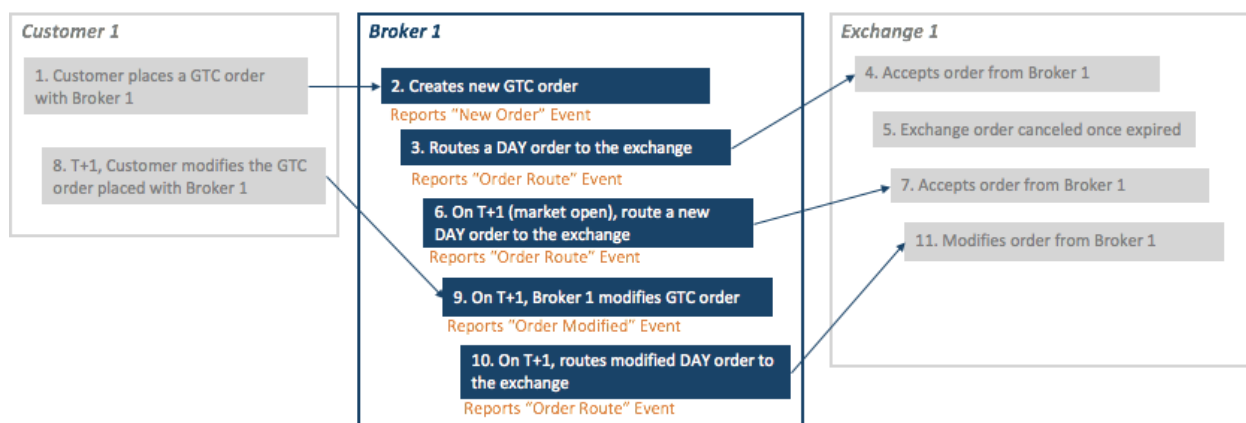 Customer 1
1. Customer places a GTC order
with Broker 1
8. T+1, Customer modifies the GTC
order placed with Broker 1
Broker 1
2. Creates new GTC order
Reports "New Order" Event
3. Routes a DAY order to the exchange
Reports "Order Route" Event
6. On T+1 (market open), route a new
DAY order to the exchange
Reports "Order Route" Event
9. On T+1, Broker 1 modifies GTC order
Reports "Order Modified" Event
10. On T+1, routes modified DAY order to
the exchange
Reports "Order Route" Event
Exchange 1
4. Accepts order from Broker 1
5. Exchange order canceled once expired
7. Accepts order from Broker 1
11. Modifies order from Broker 1